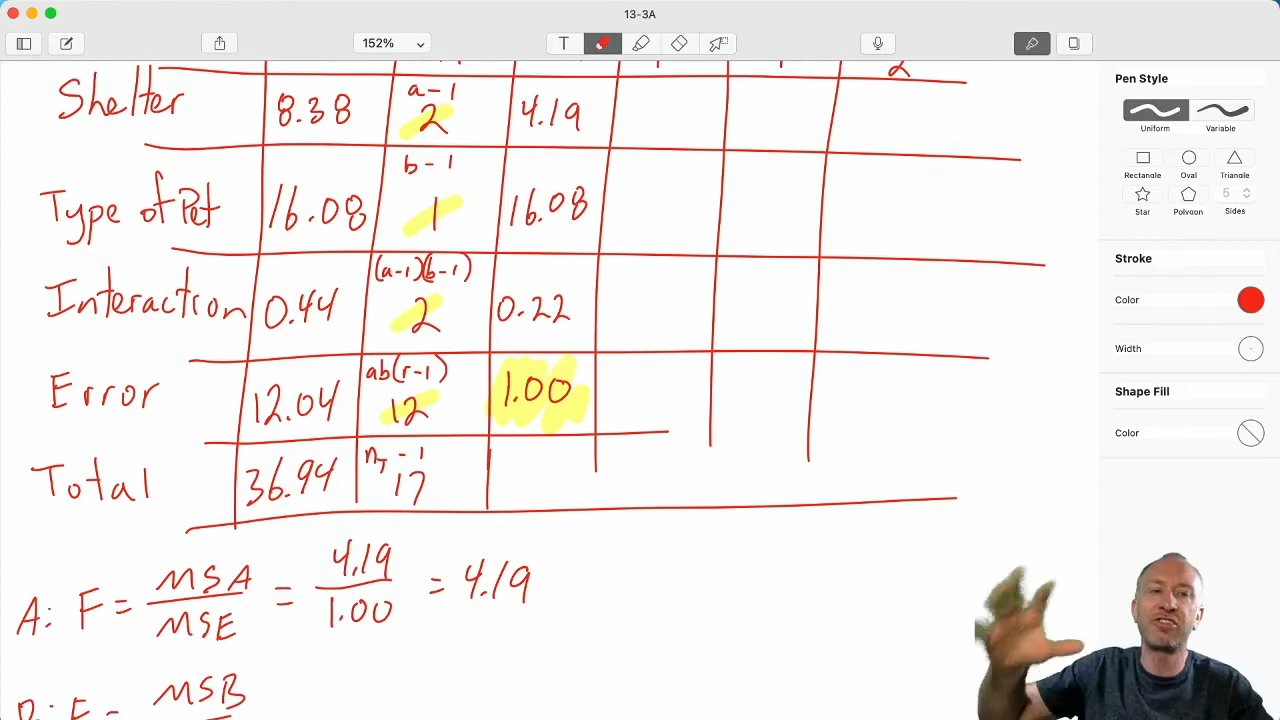 13-3A
152%
T
Pen Style
Uniform
Variable
Rectangle
Oval
Triangle
Star
Polygon
5
Sides
Stroke
Color
Width
Shape Fill
Color
2
Shelter 8.38 a-1 2 4.19
Type of Pet 16.08 b-1 1 16.08
Interaction 0.44 (a-1)(b-1) 2 0.22
Error 12.04 ab(r-1) 12 1.00
Total 36.94 nT -1 17
A: F = MSA / MSE = 4.19 / 1.00 = 4.19
B: F = MSB